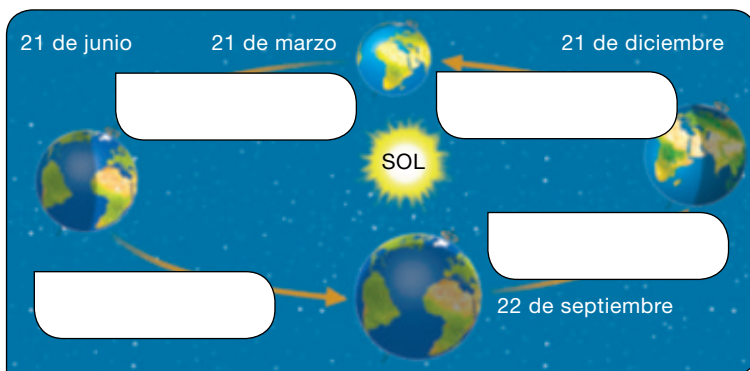 21 de junio
21 de marzo
21 de diciembre
SOL
22 de septiembre